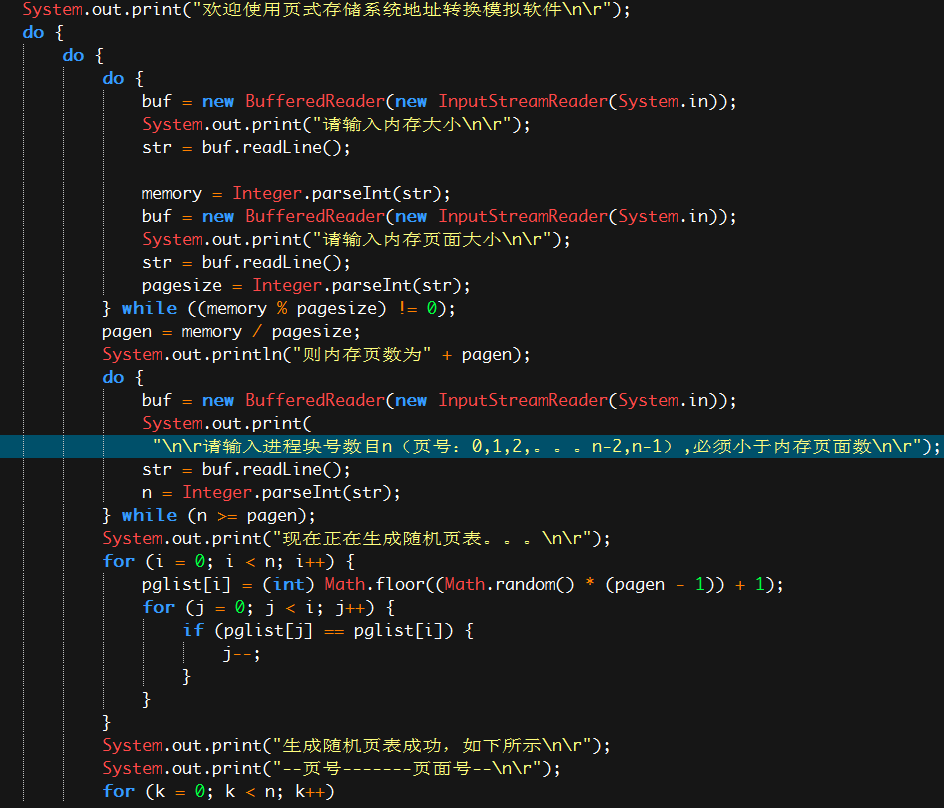 System.out.print("欢迎使用页式存储系统地址转换模拟软件\n\r");
do {
do {
do {
buf = new BufferedReader(new InputStreamReader(System.in));
System.out.print("请输入内存大小\n\r");
str = buf.readLine();
memory = Integer.parseInt(str);
buf = new BufferedReader(new InputStreamReader(System.in));
System.out.print("请输入内存页面大小\n\r");
str = buf.readLine();
pagesize = Integer.parseInt(str);
} while ((memory % pagesize) != 0);
pagen = memory / pagesize;
System.out.println("则内存页数为" + pagen);
do {
buf = new BufferedReader(new InputStreamReader(System.in));
System.out.print(
"\n\r请输入进程块号数目n（页号：0,1,2,。。。n-2,n-1）,必须小于内存页面数\n\r");
str = buf.readLine();
n = Integer.parseInt(str);
} while (n >= pagen);
System.out.print("现在正在生成随机页表。。。\n\r");
for (i = 0; i < n; i++) {
pglist[i] = (int) Math.floor((Math.random() * (pagen - 1)) + 1);
for (j = 0; j < i; j++) {
if (pglist[j] == pglist[i]) {
j--;
}
}
}
System.out.print("生成随机页表成功，如下所示\n\r");
System.out.print("--页号-------页面号--\n\r");
for (k = 0; k < n; k++)